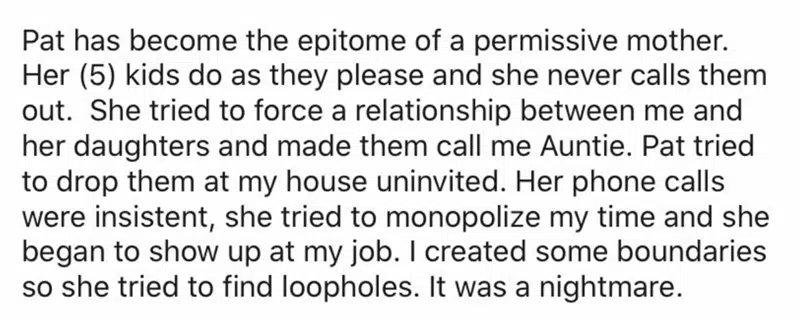 Pat has become the epitome of a permissive mother.
Her (5) kids do as they please and she never calls them
out.  She tried to force a relationship between me and
her daughters and made them call me Auntie. Pat tried
to drop them at my house uninvited. Her phone calls
were insistent, she tried to monopolize my time and she
began to show up at my job. I created some boundaries
so she tried to find loopholes. It was a nightmare.